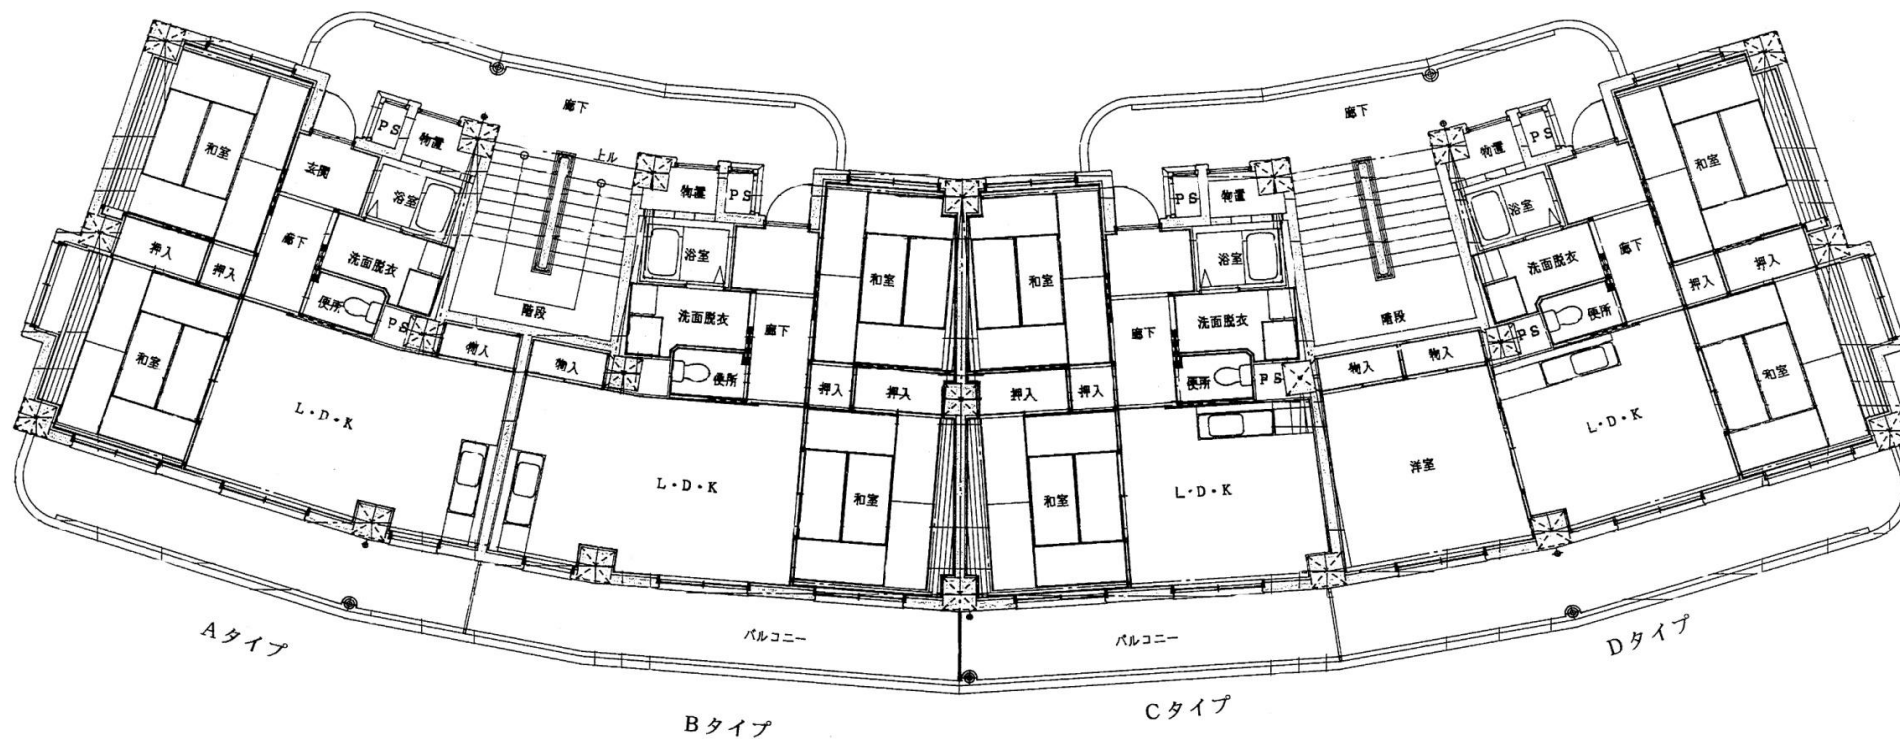 廊下
PS
物置
和室
玄関
浴室
上ル
物置
PS
押入
押入
廊下
洗面脱衣
便所
PS
階段
浴室
洗面脱衣
廊下
和室
和室
物入
物入
便所
押入
押入
L・D・K
L・D・K
和室
廊下
物置
PS
PS
物置
和室
和室
浴室
浴室
廊下
洗面脱衣
階段
洗面脱衣
廊下
押入
押入
便所
PS
便所
PS
押入
押入
物入
物入
和室
L・D・K
洋室
L・D・K
和室
バルコニー
バルコニー
Aタイプ
Bタイプ
Cタイプ
Dタイプ